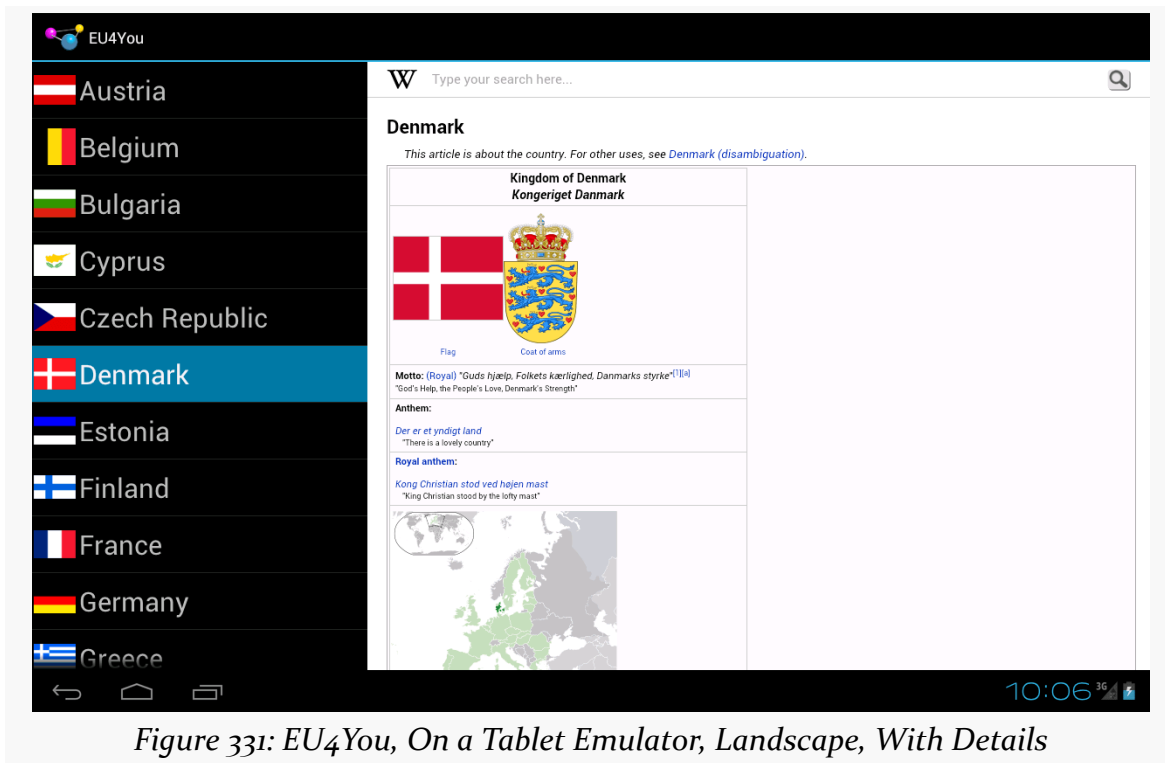 EU4You
Austria
Belgium
Bulgaria
Cyprus
Czech Republic
Denmark
Estonia
Finland
France
Germany
Greece
W Type your search here...
Denmark
This article is about the country. For other uses, see Denmark (disambiguation).
Kingdom of Denmark
Kongeriget Danmark
Flag
Coat of arms
Motto: (Royal) "Guds hjælp, Folkets kærlighed, Danmarks styrke"[1][a]
"God's Help, the People's Love, Denmark's Strength"
Anthem:
Der er et yndigt land
"There is a lovely country"
Royal anthem:
Kong Christian stod ved højen mast
"King Christian stood by the lofty mast"
10:06 3G
Figure 331: EU4You, On a Tablet Emulator, Landscape, With Details